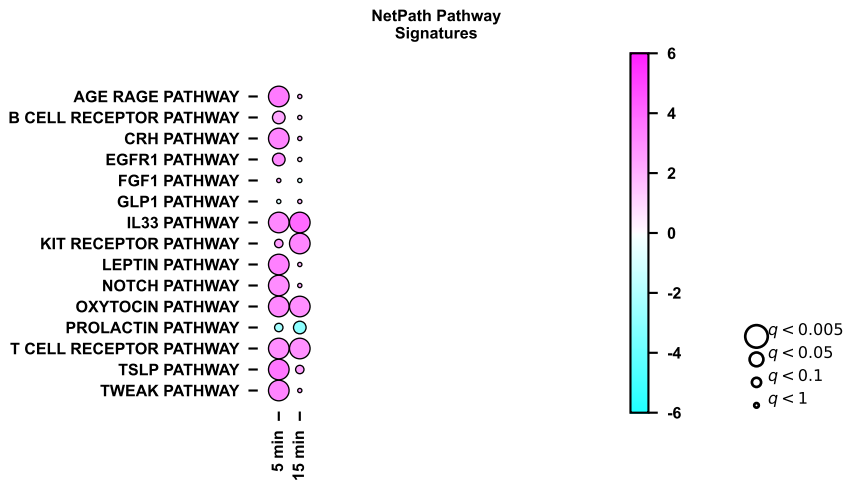 NetPath Pathway
Signatures
AGE RAGE PATHWAY
B CELL RECEPTOR PATHWAY
CRH PATHWAY
EGFR1 PATHWAY
FGF1 PATHWAY
GLP1 PATHWAY
IL33 PATHWAY
KIT RECEPTOR PATHWAY
LEPTIN PATHWAY
NOTCH PATHWAY
OXYTOCIN PATHWAY
PROLACTIN PATHWAY
T CELL RECEPTOR PATHWAY
TSLP PATHWAY
TWEAK PATHWAY
5 min
15 min
6
4
2
0
-2
-4
-6
q < 0.005
q < 0.05
q < 0.1
q < 1